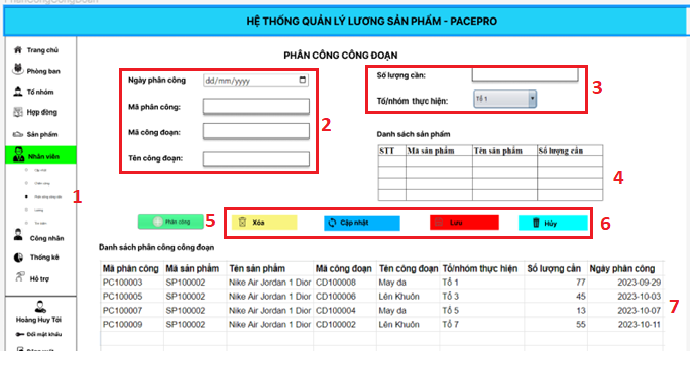 PhanCongCongDoan
HỆ THỐNG QUẢN LÝ LƯƠNG SẢN PHẨM - PACEPRO
Trang chủ
Phòng ban
Tổ nhóm
Hợp đồng
Sản phẩm
Nhân viên
1
Công nhân
Thống kê
Hỗ trợ
Hoàng Huy Tới
Đổi mật khẩu
PHÂN CÔNG CÔNG ĐOẠN
Ngày phân công
dd/mm/yyyy
Mã phân công:
Mã công đoạn:
Tên công đoạn:
2
Số lượng cần:
Tổ/nhóm thực hiện:
Tổ 1
3
Danh sách sản phẩm
STT Mã sản phẩm Tên sản phẩm Số lượng cần
4
Phân công
5
Xóa
Cập nhật
Lưu
Hủy
6
Danh sách phân công công đoạn
Mã phân công Mã sản phẩm Tên sản phẩm Mã công đoạn Tên công đoạn Tổ/nhóm thực hiện Số lượng cần Ngày phân công
PC100003 SP100002 Nike Air Jordan 1 Dior CD100008 May da Tổ 1 77 2023-09-29
PC100005 SP100002 Nike Air Jordan 1 Dior CD100006 Lên Khuôn Tổ 3 45 2023-10-03
PC100007 SP100002 Nike Air Jordan 1 Dior CD100004 May da Tổ 5 13 2023-10-07
PC100009 SP100002 Nike Air Jordan 1 Dior CD100002 Lên Khuôn Tổ 7 55 2023-10-11
7